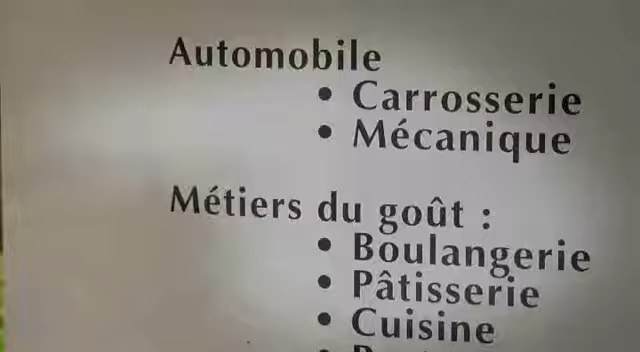 Automobile
• Carrosserie
• Mécanique
Métiers du goût :
• Boulangerie
• Pâtisserie
• Cuisine